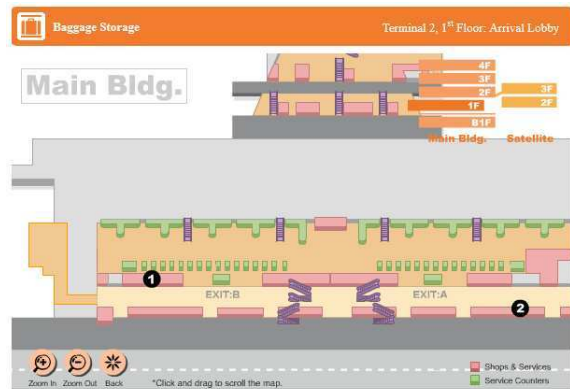 Baggage Storage
Terminal 2, 1st Floor: Arrival Lobby
Main Bldg.
4F
3F
2F
1F
B1F
3F
2F
Main Bldg. Satellite
1
EXIT:B
EXIT:A
2
Zoom In Zoom Out Back
*Click and drag to scroll the map.
Shops & Services
Service Counters